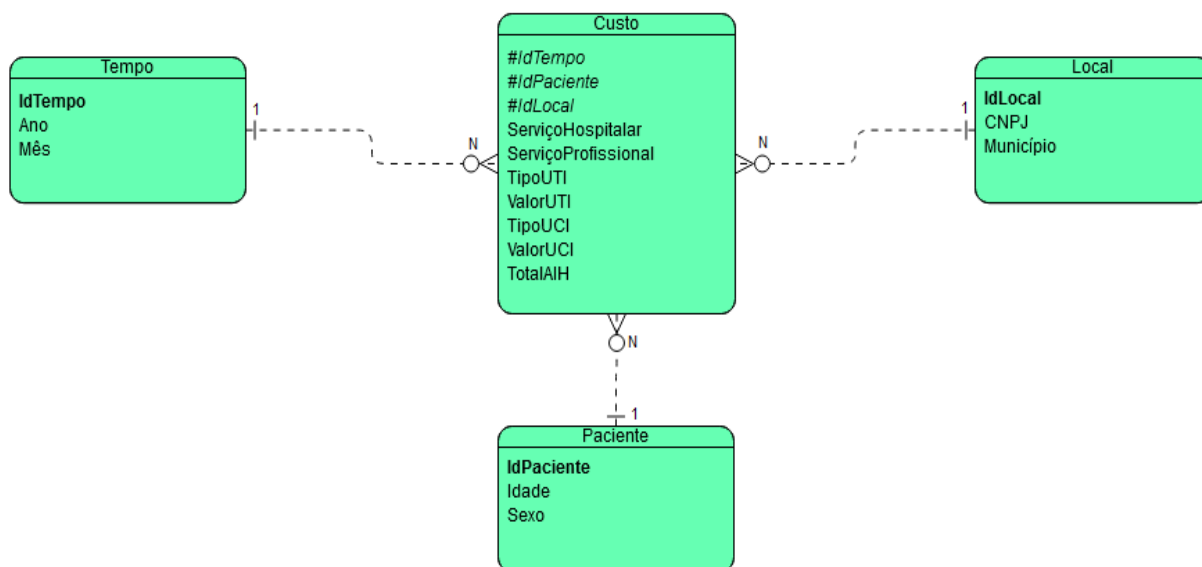 Tempo
IdTempo
Ano
Mês
1
N
Custo
#IdTempo
#IdPaciente
#IdLocal
ServiçoHospitalar
ServiçoProfissional
TipoUTI
ValorUTI
TipoUCI
ValorUCI
TotalAIH
N
1
Local
IdLocal
CNPJ
Município
N
1
Paciente
IdPaciente
Idade
Sexo